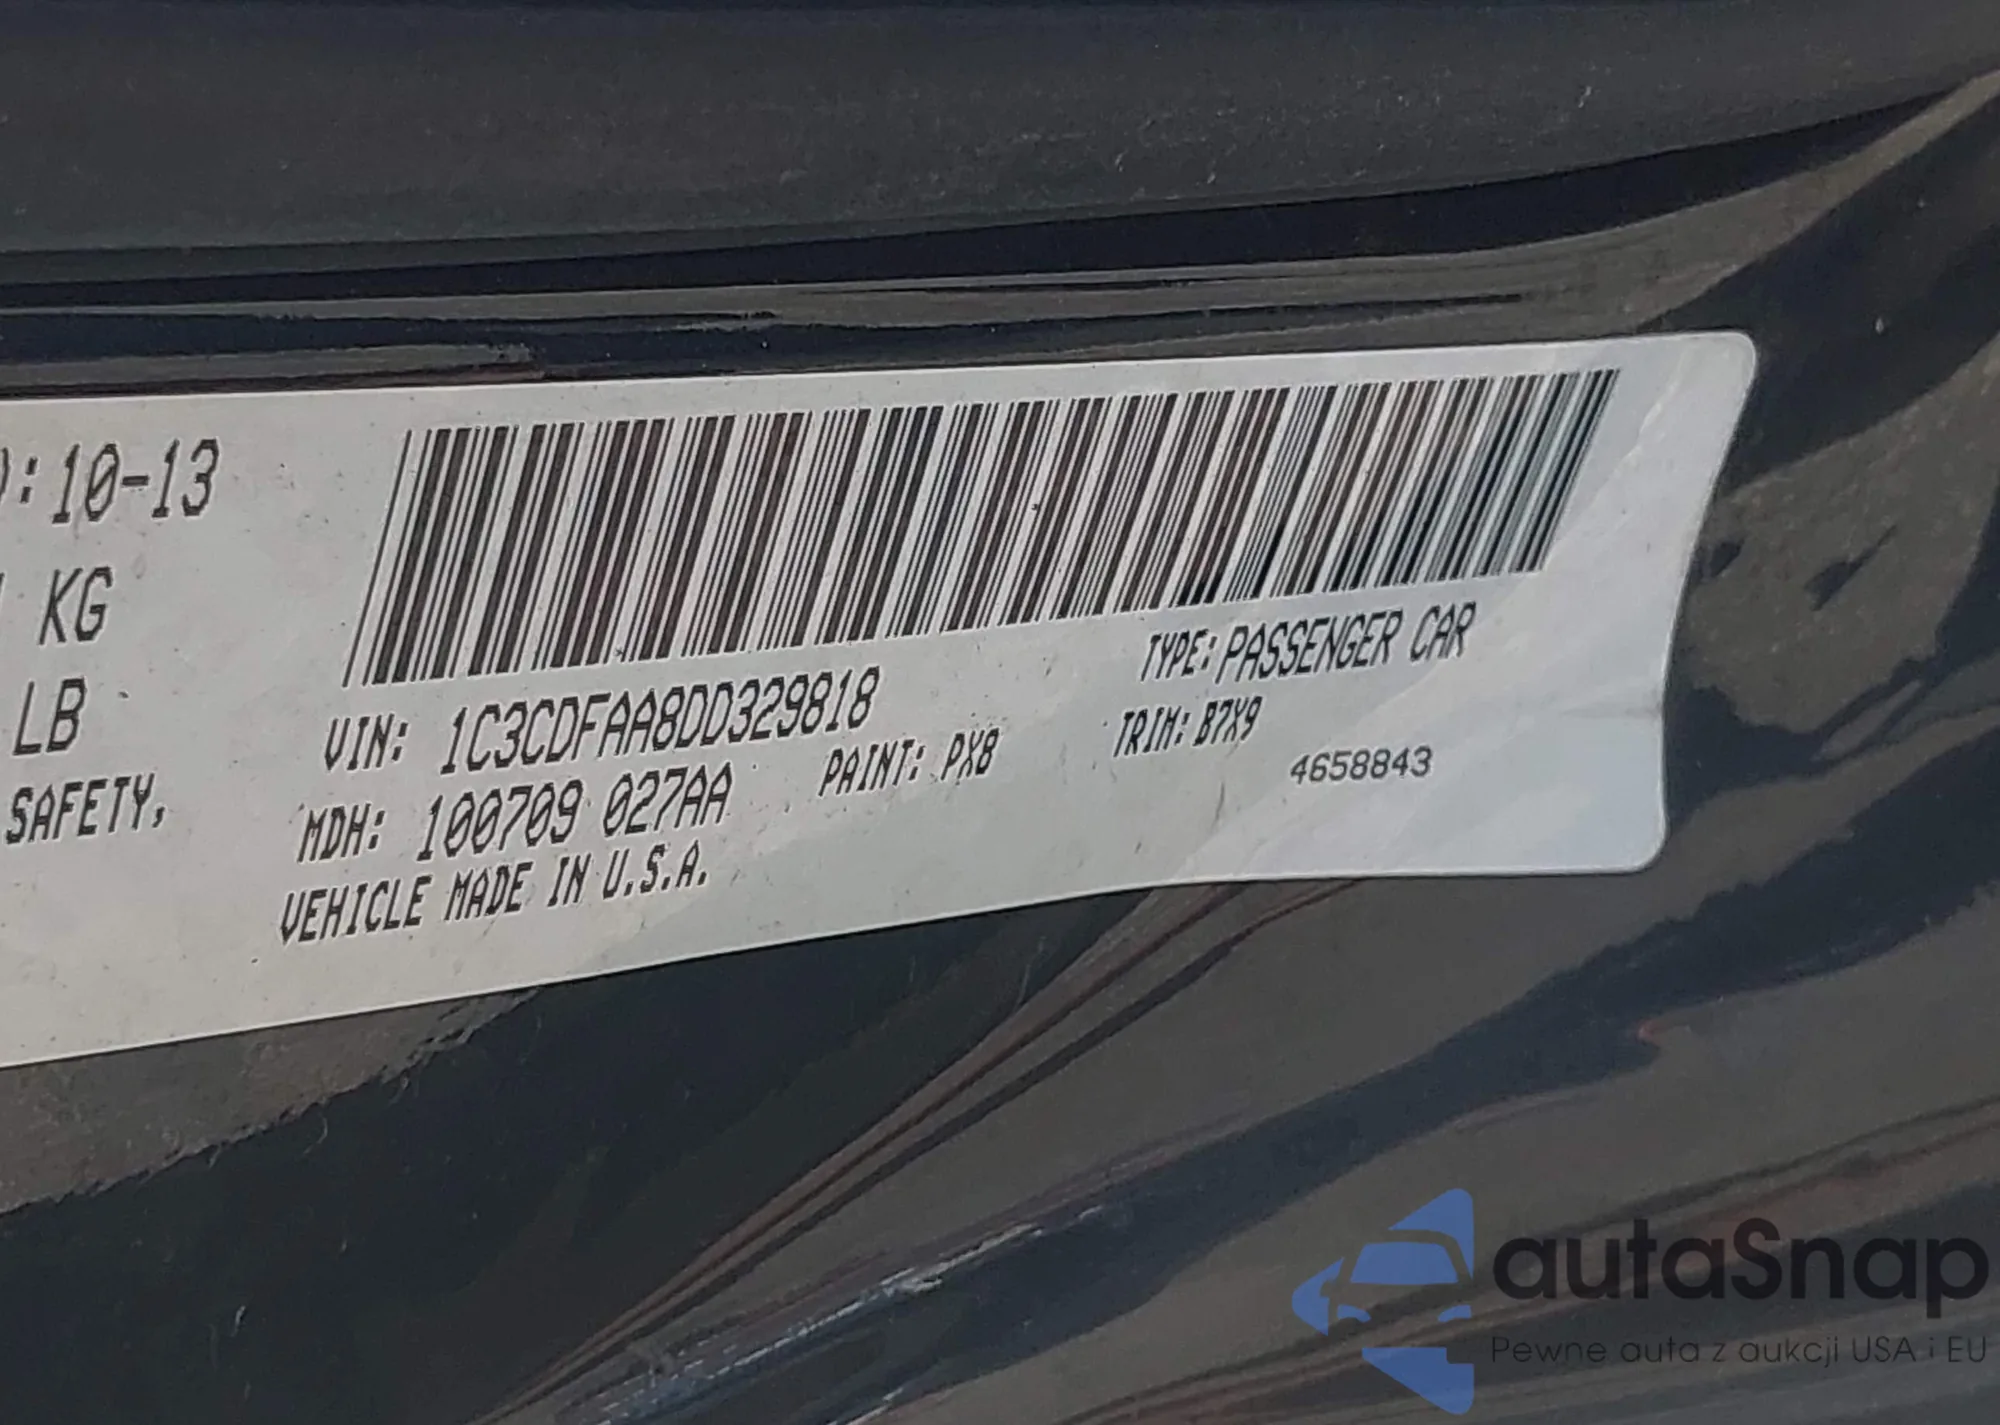 : 10-13
KG
LB
SAFETY,
VIN: 1C3CDFAA8DD329818
TYPE: PASSENGER CAR
MDH: 100709 027AA
PAINT: PX8
TRIM: B7X9
VEHICLE MADE IN U.S.A.
4658843
autaSnap
Pewne auta z aukcji USA i EU